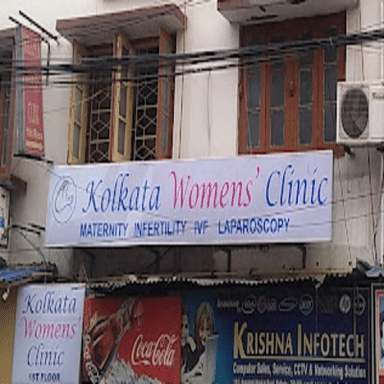 Kolkata Womens' Clinic
MATERNITY INFERTILITY IVF LAPAROSCOPY
Kolkata
Womens
Clinic
1ST FLOOR
Coca-Cola
KRISHNA INFOTECH
Computer Sales, Service, CCTV & Networking Solution